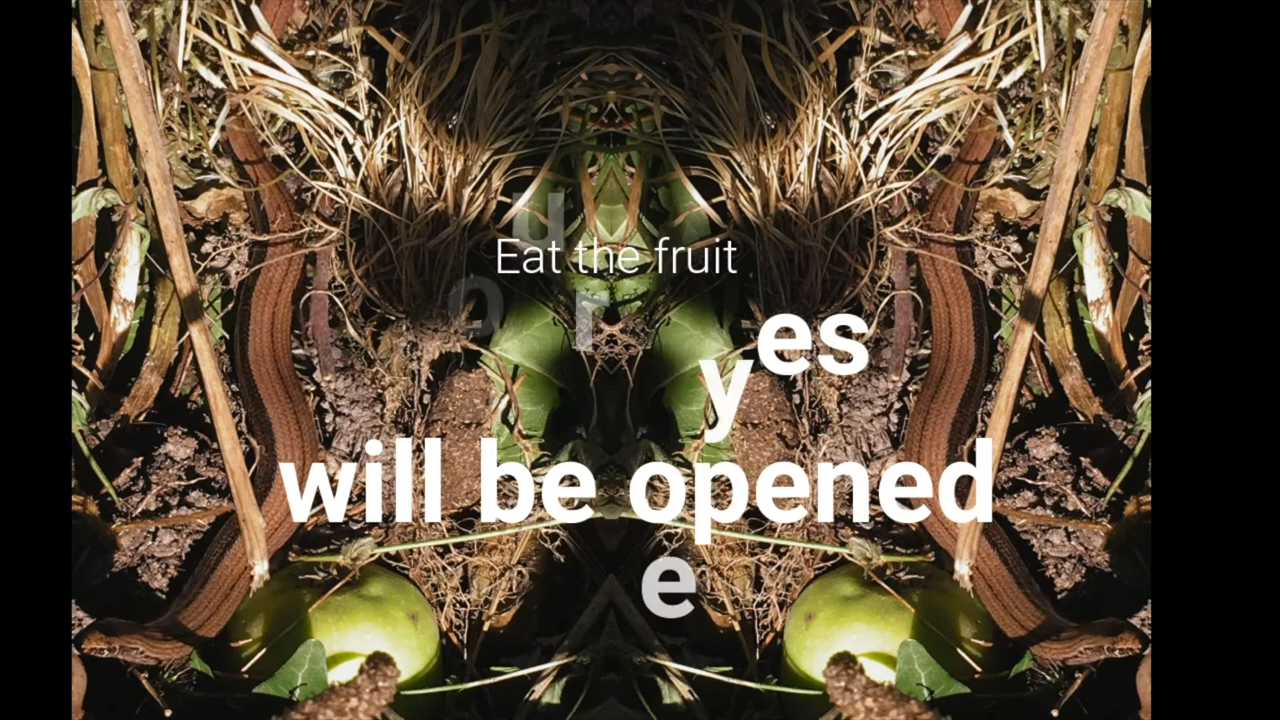 u
Eat the fruit
o r
yes
will be opened
e